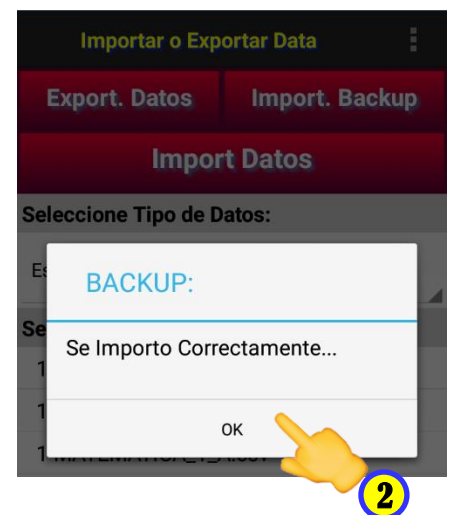 Importar o Exportar Data
Export. Datos Import. Backup
Import Datos
Seleccione Tipo de Datos:
BACKUP:
Se Importo Correctamente...
OK
2